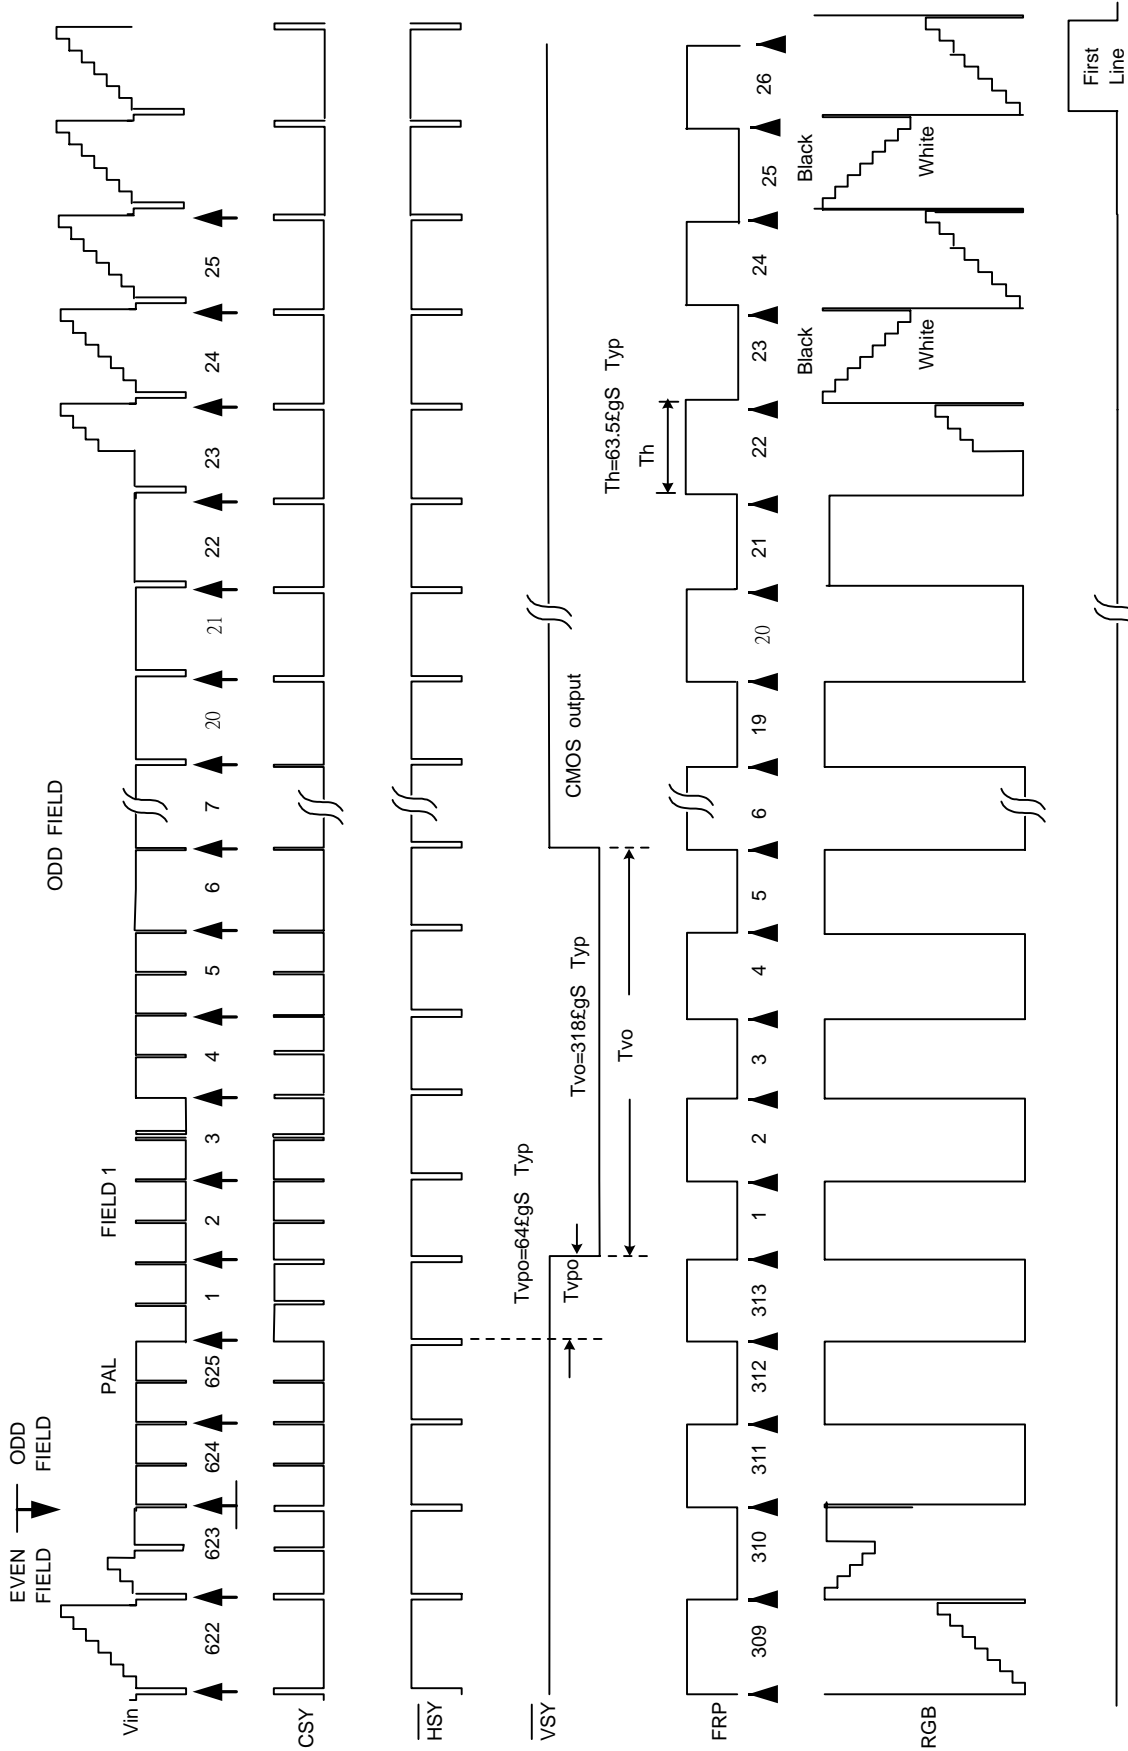 EVEN FIELD
ODD FIELD
PAL
FIELD 1
ODD FIELD
Vin
622
623
624
625
1
2
3
4
5
6
7
20
21
22
23
24
25
CSY
HSY
VSY
Tvpo=64£gS Typ
Tvpo
Tvo=318£gS Typ
Tvo
CMOS output
Th=63.5£gS Typ
Th
FRP
309
310
311
312
313
1
2
3
4
5
6
19
20
21
22
23
24
25
26
RGB
Black
White
Black
White
First
Line